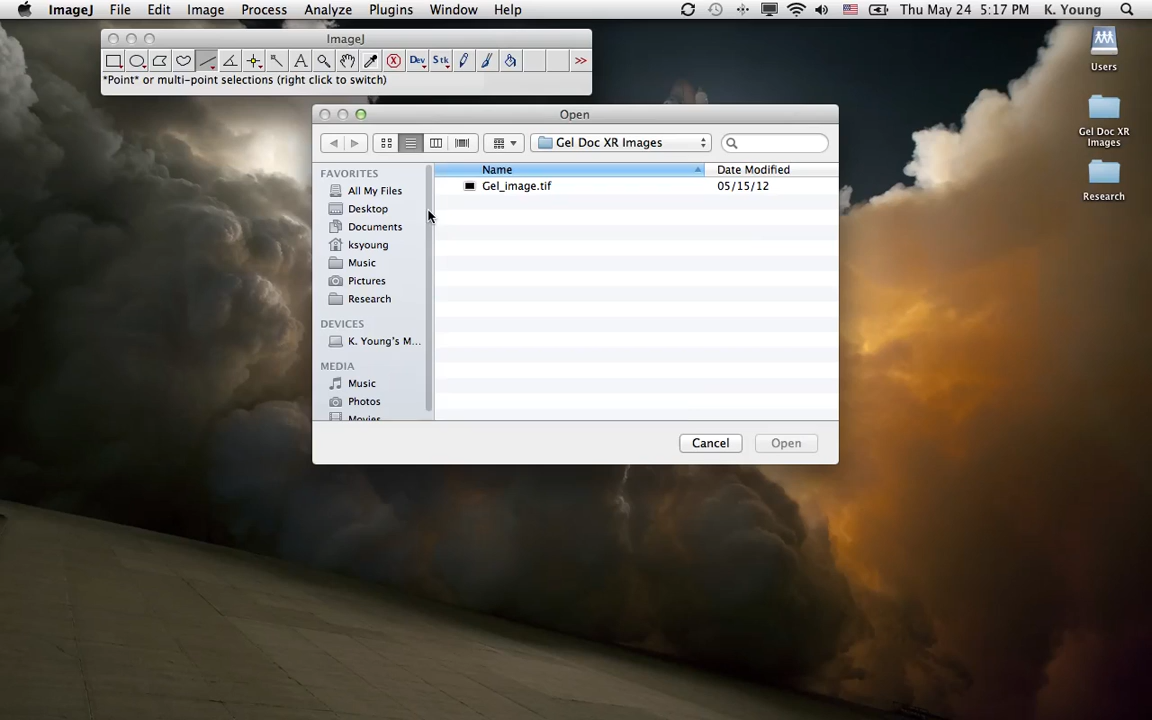 ImageJ File Edit Image Process Analyze Plugins Window Help Thu May 24 5:17 PM K. Young
ImageJ
A Dev Stk >>
*Point* or multi-point selections (right click to switch)
Users
Gel Doc XR
Images
Research
Open
Gel Doc XR Images
Name Date Modified
Gel_image.tif 05/15/12
FAVORITES
All My Files
Desktop
Documents
ksyoung
Music
Pictures
Research
DEVICES
K. Young's M...
MEDIA
Music
Photos
Movies
Cancel Open